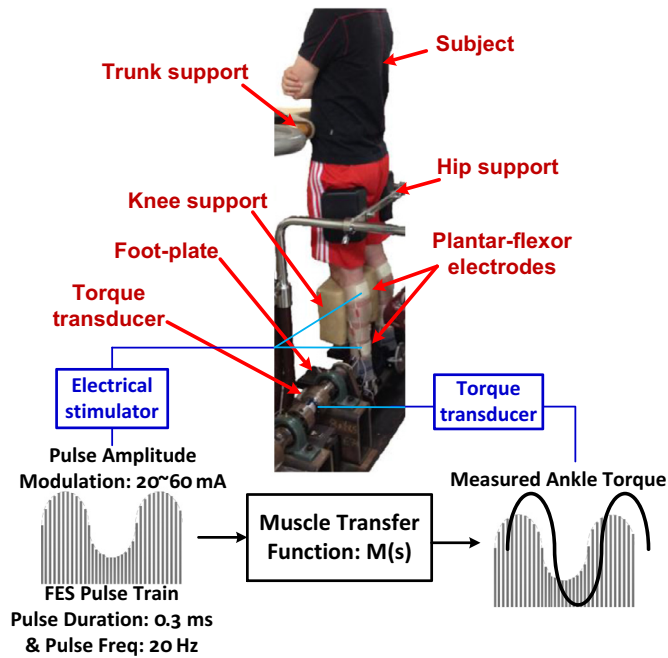 Subject
Trunk support
Hip support
Knee support
Foot-plate
Plantar-flexor
electrodes
Torque
transducer
Electrical
stimulator
Torque
transducer
Pulse Amplitude
Modulation: 20~60 mA
Measured Ankle Torque
Muscle Transfer
Function: M(s)
FES Pulse Train
Pulse Duration: 0.3 ms
& Pulse Freq: 20 Hz